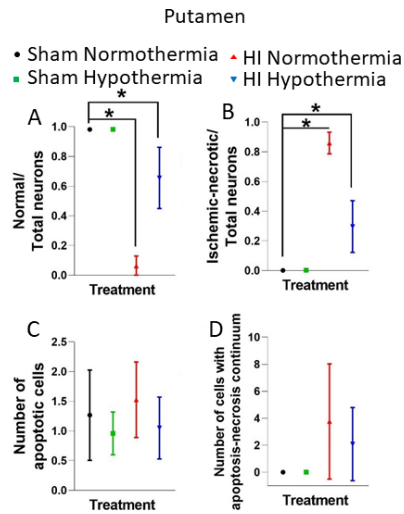 Putamen
Sham Normothermia
HI Normothermia
Sham Hypothermia
HI Hypothermia
A
*
*
Normal/
Total neurons
1.0
0.8
0.6
0.4
0.2
0.0
Treatment
B
*
*
Ischemic-necrotic/
Total neurons
1.0
0.8
0.6
0.4
0.2
0.0
Treatment
C
Number of
apoptotic cells
2.5
2.0
1.5
1.0
0.5
0.0
Treatment
D
Number of cells with
apoptosis-necrosis continuum
10
8
6
4
2
0
Treatment